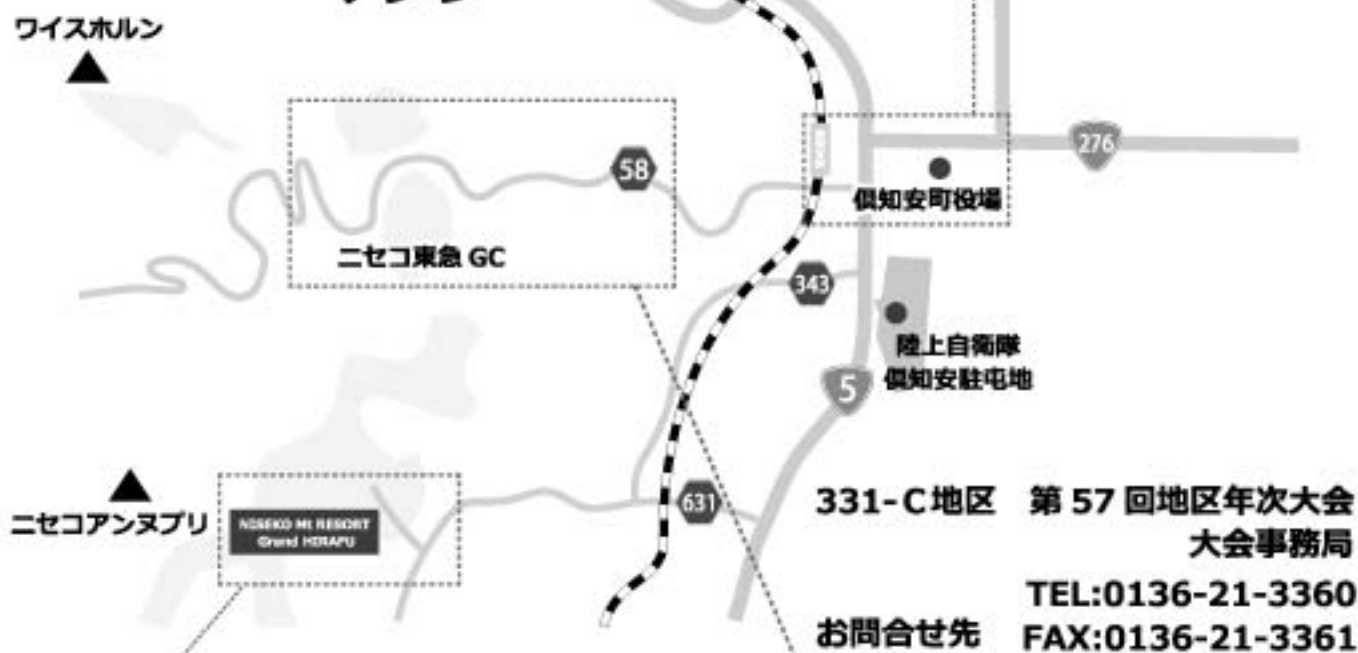 ワイスホルン
276
58
倶知安町役場
ニセコ東急 GC
343
陸上自衛隊
倶知安駐屯地
5
ニセコアンヌプリ
NISEKO Mt RESORT
Grand HIRAFU
631
331-C地区 第57回地区年次大会
大会事務局
TEL:0136-21-3360
お問合せ先 FAX:0136-21-3361